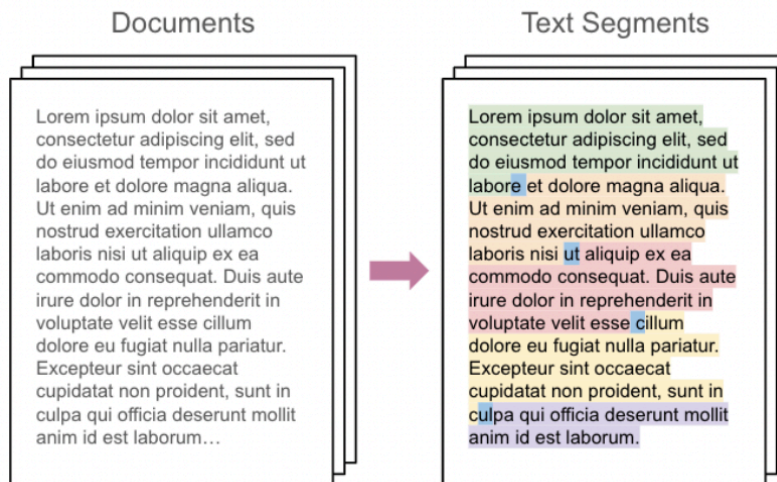 Documents
Lorem ipsum dolor sit amet,
consectetur adipiscing elit, sed
do eiusmod tempor incididunt ut
labore et dolore magna aliqua.
Ut enim ad minim veniam, quis
nostrud exercitation ullamco
laboris nisi ut aliquip ex ea
commodo consequat. Duis aute
irure dolor in reprehenderit in
voluptate velit esse cillum
dolore eu fugiat nulla pariatur.
Excepteur sint occaecat
cupidatat non proident, sunt in
culpa qui officia deserunt mollit
anim id est laborum…
Text Segments
Lorem ipsum dolor sit amet,
consectetur adipiscing elit, sed
do eiusmod tempor incididunt ut
labore et dolore magna aliqua.
Ut enim ad minim veniam, quis
nostrud exercitation ullamco
laboris nisi ut aliquip ex ea
commodo consequat. Duis aute
irure dolor in reprehenderit in
voluptate velit esse cillum
dolore eu fugiat nulla pariatur.
Excepteur sint occaecat
cupidatat non proident, sunt in
culpa qui officia deserunt mollit
anim id est laborum.